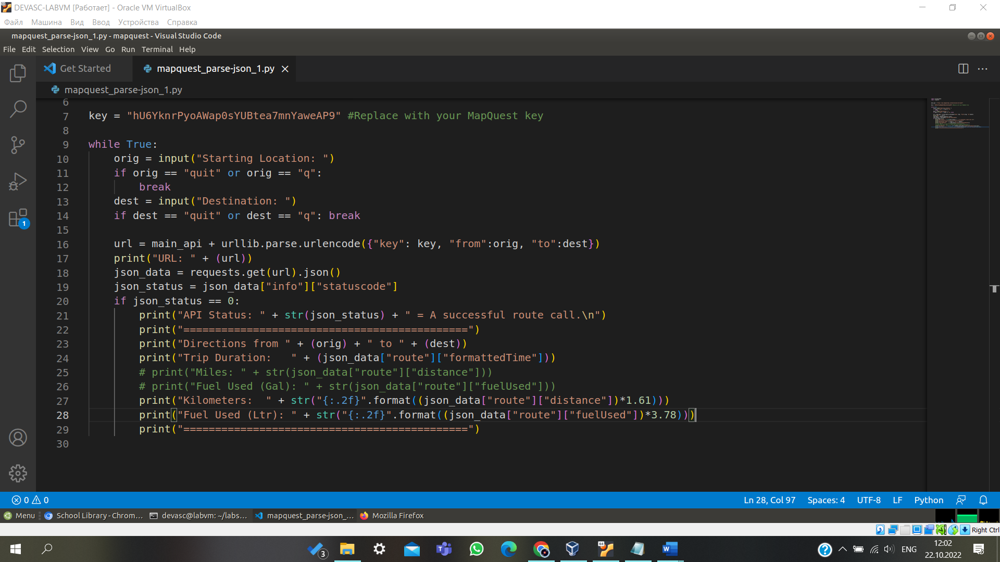 DEVASC-LABVM [Работает] - Oracle VM VirtualBox
Файл Машина Вид Ввод Устройства Справка
mapquest_parse-json_1.py - mapquest - Visual Studio Code
File Edit Selection View Go Run Terminal Help
Get Started mapquest_parse-json_1.py
mapquest_parse-json_1.py
6
7 key = "hU6YknrPyoAWap0sYUBtea7mnYaweAP9" #Replace with your MapQuest key
8
9 while True:
10     orig = input("Starting Location: ")
11     if orig == "quit" or orig == "q":
12         break
13     dest = input("Destination: ")
14     if dest == "quit" or dest == "q": break
15
16     url = main_api + urllib.parse.urlencode({"key": key, "from":orig, "to":dest})
17     print("URL: " + (url))
18     json_data = requests.get(url).json()
19     json_status = json_data["info"]["statuscode"]
20     if json_status == 0:
21         print("API Status: " + str(json_status) + " = A successful route call.\n")
22         print("=============================================")
23         print("Directions from " + (orig) + " to " + (dest))
24         print("Trip Duration:   " + (json_data["route"]["formattedTime"]))
25         # print("Miles: " + str(json_data["route"]["distance"]))
26         # print("Fuel Used (Gal): " + str(json_data["route"]["fuelUsed"]))
27         print("Kilometers:  " + str("{:.2f}".format((json_data["route"]["distance"])*1.61)))
28         print("Fuel Used (Ltr): " + str("{:.2f}".format((json_data["route"]["fuelUsed"])*3.78)))
29         print("=============================================")
30
1
0 0 Ln 28, Col 97 Spaces: 4 UTF-8 LF Python
Menu School Library - Chrom... devasc@labvm: ~/labs... mapquest_parse-json_... Mozilla Firefox
Right Ctrl
3 64 ENG 12:02
22.10.2022